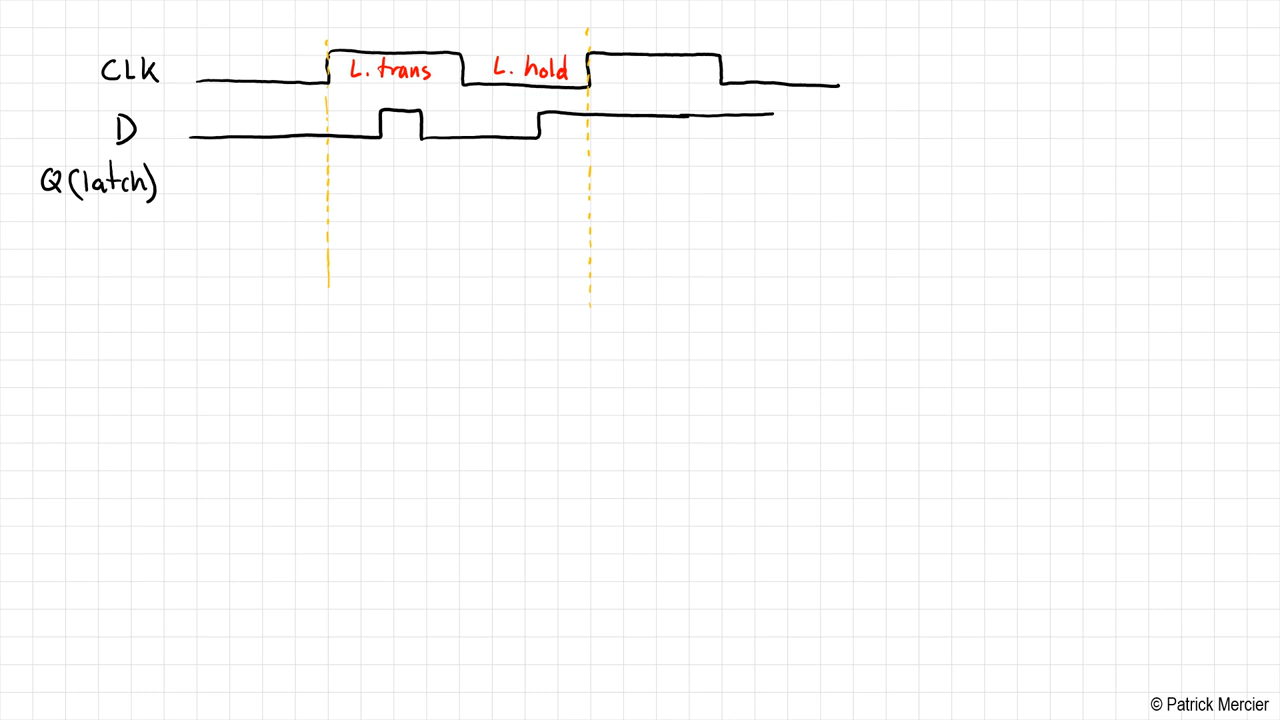 CLK
L. trans L. hold
D
Q(latch)
© Patrick Mercier